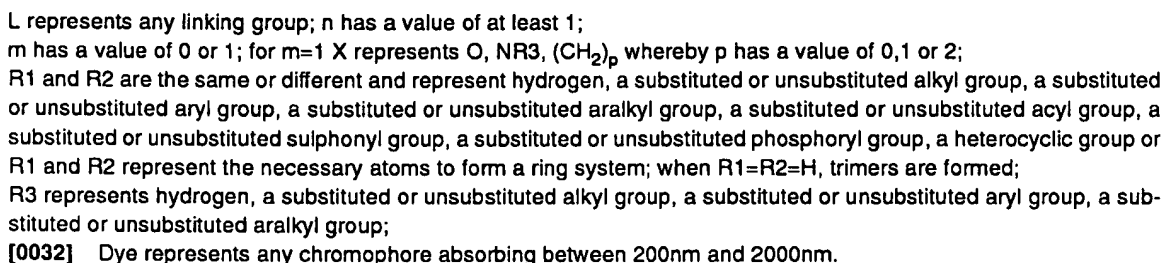 L represents any linking group; n has a value of at least 1;
m has a value of 0 or 1; for m=1 X represents O, NR3, (CH2)p whereby p has a value of 0,1 or 2;
R1 and R2 are the same or different and represent hydrogen, a substituted or unsubstituted alkyl group, a substituted
or unsubstituted aryl group, a substituted or unsubstituted aralkyl group, a substituted or unsubstituted acyl group, a
substituted or unsubstituted sulphonyl group, a substituted or unsubstituted phosphoryl group, a heterocyclic group or
R1 and R2 represent the necessary atoms to form a ring system; when R1=R2=H, trimers are formed;
R3 represents hydrogen, a substituted or unsubstituted alkyl group, a substituted or unsubstituted aryl group, a sub-
stituted or unsubstituted aralkyl group;
[0032] Dye represents any chromophore absorbing between 200nm and 2000nm.